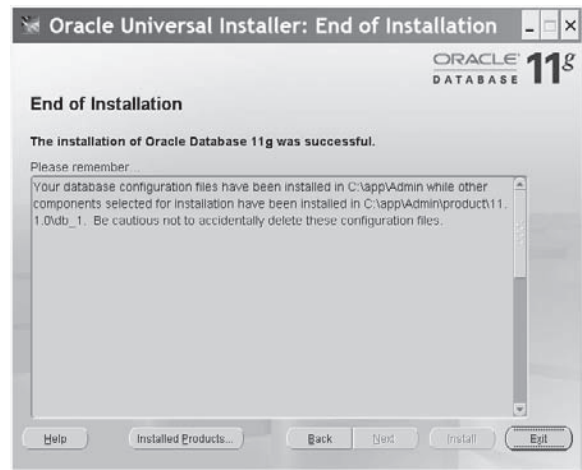 Oracle Universal Installer: End of Installation
ORACLE
DATABASE 11g
End of Installation
The installation of Oracle Database 11g was successful.
Please remember...
Your database configuration files have been installed in C:\app\Admin while other
components selected for installation have been installed in C:\app\Admin\product\11.
1.0\db_1. Be cautious not to accidentally delete these configuration files.
Help Installed Products... Back Next Install Exit